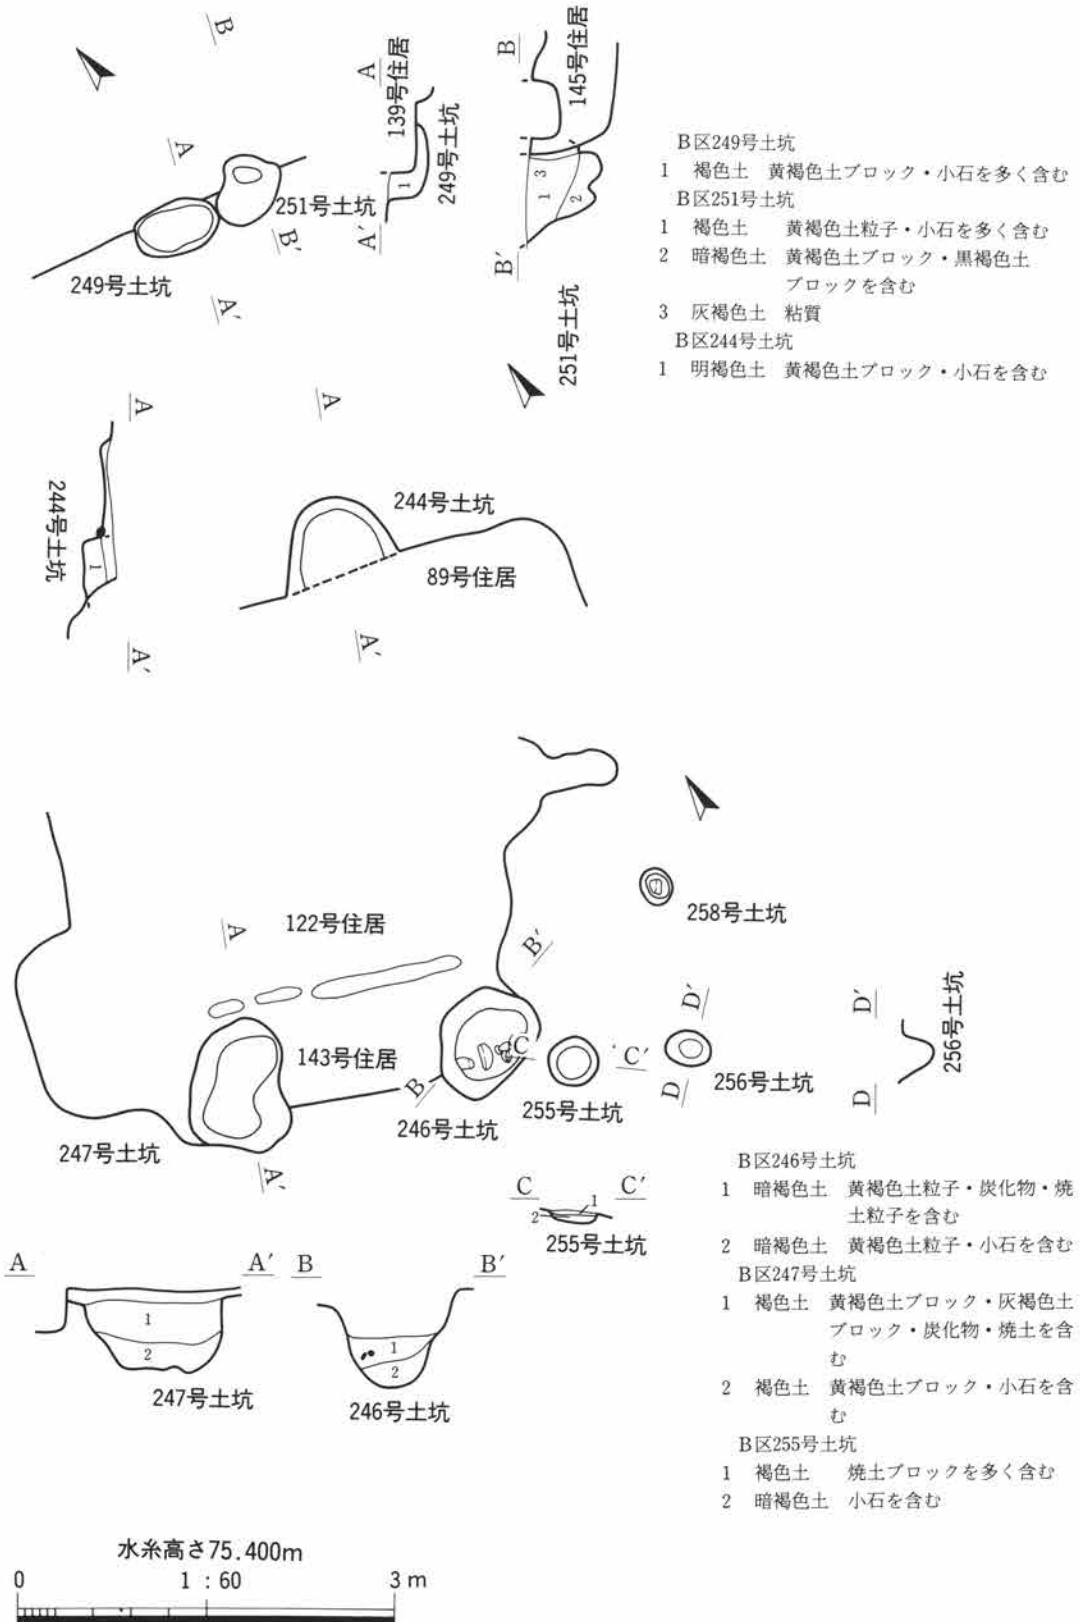 B
A
251号土坑
B′
249号土坑
A′
A
139号住居
249号土坑
1
A′
B
145号住居
3
1
2
B′
251号土坑
B区249号土坑
1 褐色土 黄褐色土ブロック・小石を多く含む
B区251号土坑
1 褐色土 黄褐色土粒子・小石を多く含む
2 暗褐色土 黄褐色土ブロック・黒褐色土
ブロックを含む
3 灰褐色土 粘質
B区244号土坑
1 明褐色土 黄褐色土ブロック・小石を含む
A
244号土坑
1
A′
A
244号土坑
89号住居
A′
258号土坑
122号住居
A
B′
143号住居
C
C′
D′
D
256号土坑
B
246号土坑
255号土坑
247号土坑
A′
D′
D
256号土坑
C C′
1
2
255号土坑
A A′
1
2
247号土坑
B B′
1
2
246号土坑
B区246号土坑
1 暗褐色土 黄褐色土粒子・炭化物・焼
土粒子を含む
2 暗褐色土 黄褐色土粒子・小石を含む
B区247号土坑
1 褐色土 黄褐色土ブロック・灰褐色土
ブロック・炭化物・焼土を含
む
2 褐色土 黄褐色土ブロック・小石を含
む
B区255号土坑
1 褐色土 焼土ブロックを多く含む
2 暗褐色土 小石を含む
水糸高さ75.400m
0 1:60 3m